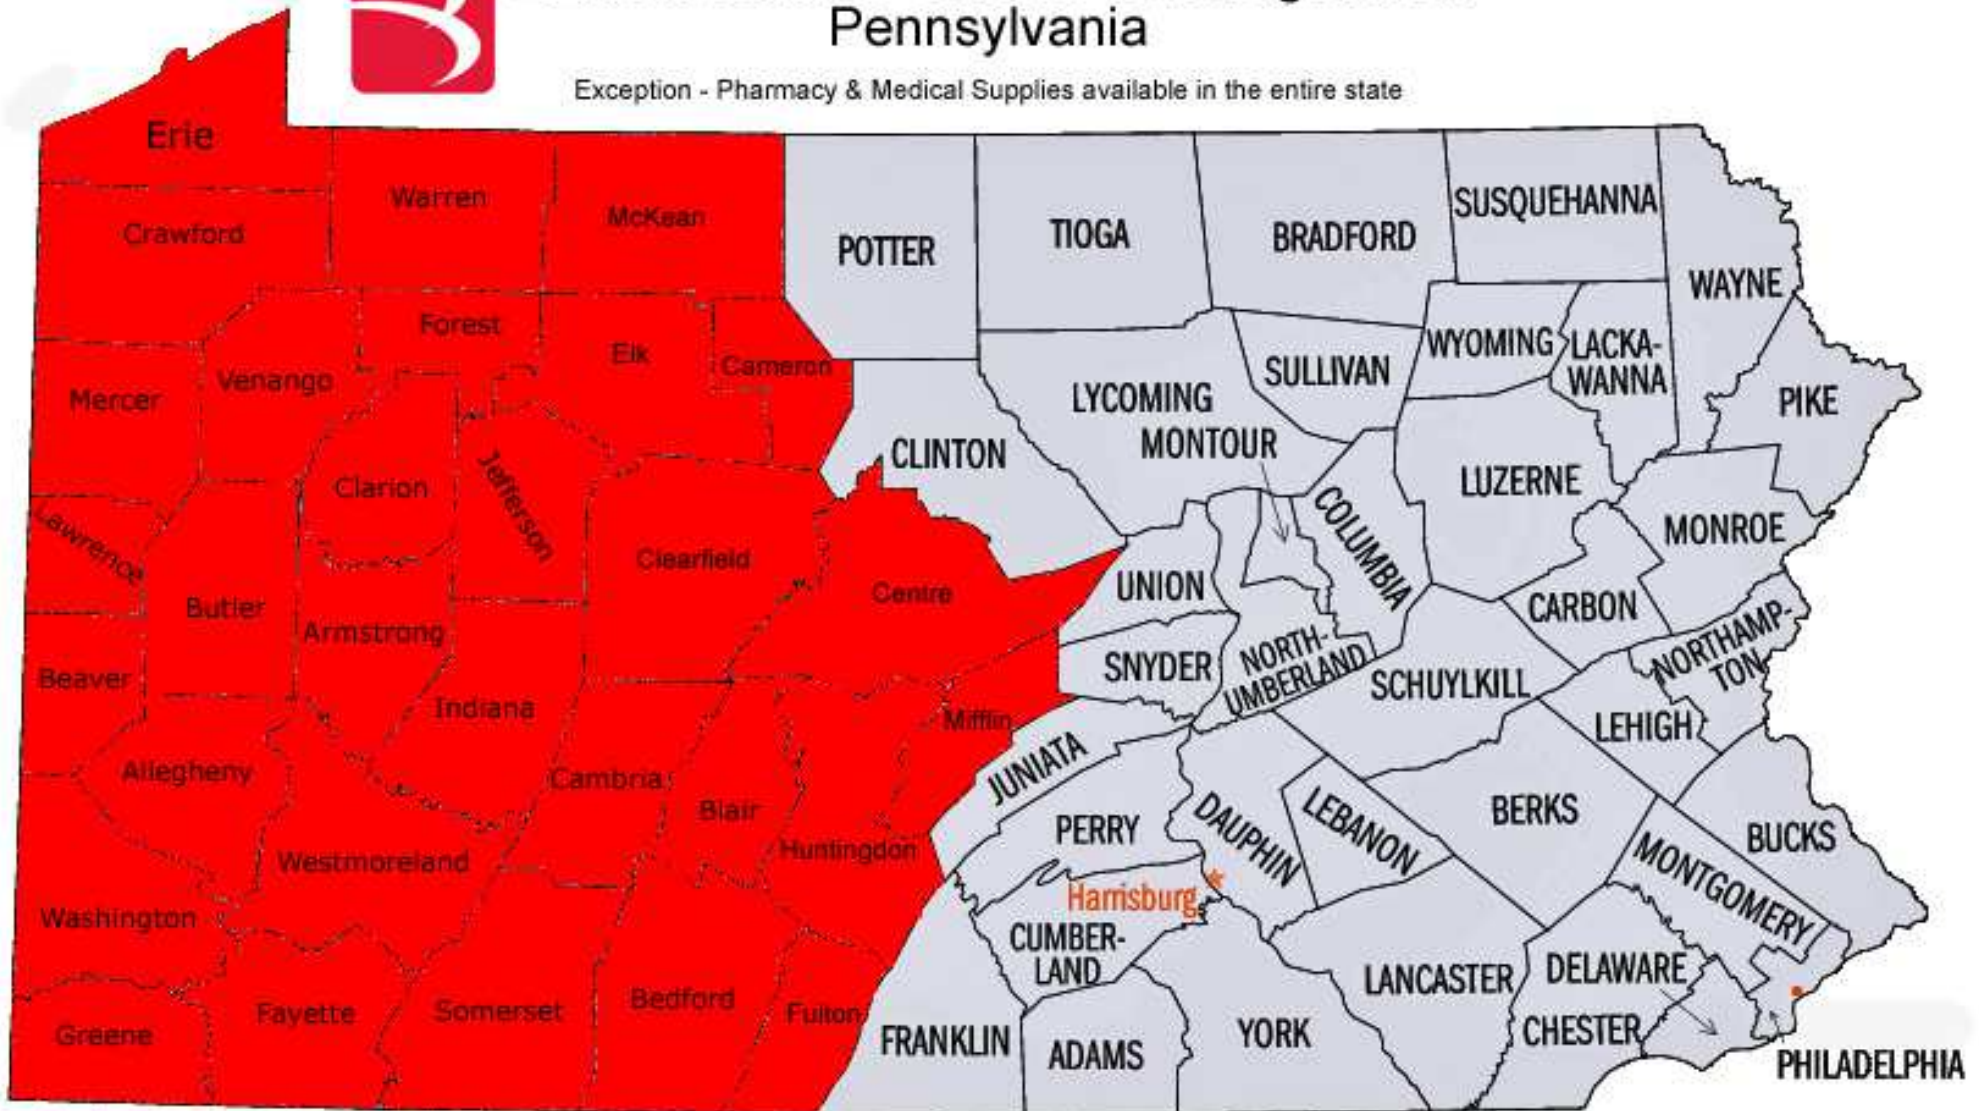 Pennsylvania
Exception - Pharmacy & Medical Supplies available in the entire state
Erie
Warren
McKean
Crawford
POTTER
TIOGA
BRADFORD
SUSQUEHANNA
WAYNE
Forest
Elk
Cameron
Venango
Mercer
LYCOMING
SULLIVAN
WYOMING
LACKA-
WANNA
PIKE
MONTOUR
CLINTON
Clarion
Jefferson
LUZERNE
COLUMBIA
MONROE
Lawrence
Clearfield
Centre
UNION
CARBON
Butler
Armstrong
NORTHAMP-
TON
Beaver
Indiana
Mifflin
SNYDER
NORTH-
UMBERLAND
SCHUYLKILL
LEHIGH
Allegheny
Cambria
Blair
JUNIATA
PERRY
DAUPHIN
LEBANON
BERKS
BUCKS
Westmoreland
Huntingdon
MONTGOMERY
Harrisburg
Washington
CUMBER-
LAND
LANCASTER
DELAWARE
Greene
Fayette
Somerset
Bedford
Fulton
FRANKLIN
ADAMS
YORK
CHESTER
PHILADELPHIA